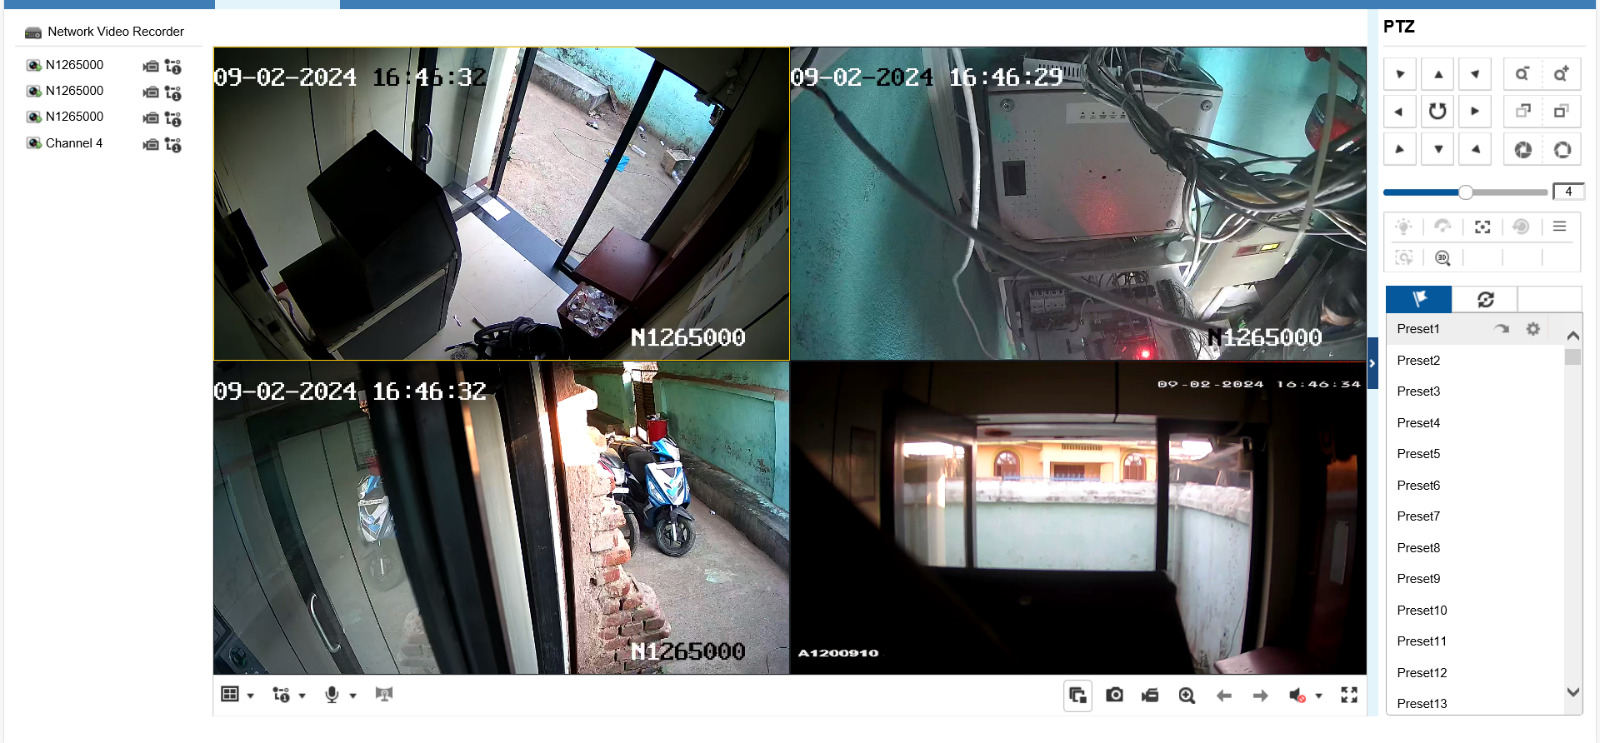 Network Video Recorder
N1265000
N1265000
N1265000
Channel 4
09-02-2024 16:46:32
N1265000
09-02-2024 16:46:29
N1265000
09-02-2024 16:46:32
N1265000
09-02-2024 16:46:34
A1200910
PTZ
4
3D
Preset1
Preset2
Preset3
Preset4
Preset5
Preset6
Preset7
Preset8
Preset9
Preset10
Preset11
Preset12
Preset13